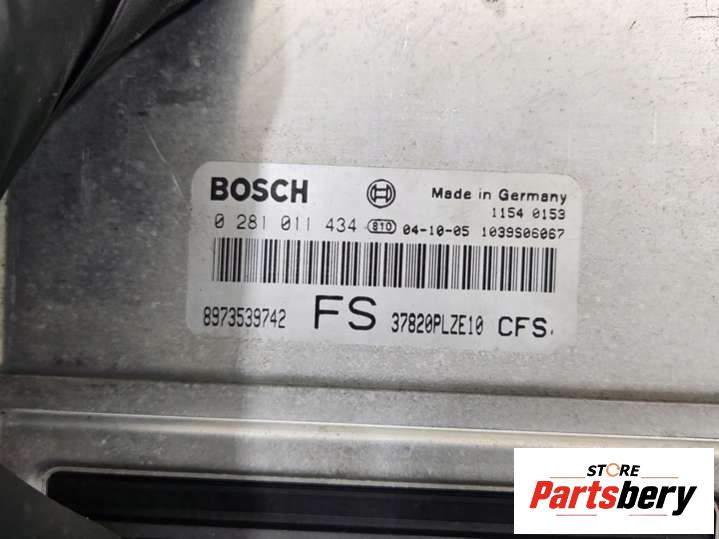 BOSCH Made in Germany
1154 0153
0 281 011 434 810 04-10-05 1039S06067
8973539742 FS 37820PLZE10 CFS
STORE
Partsbery